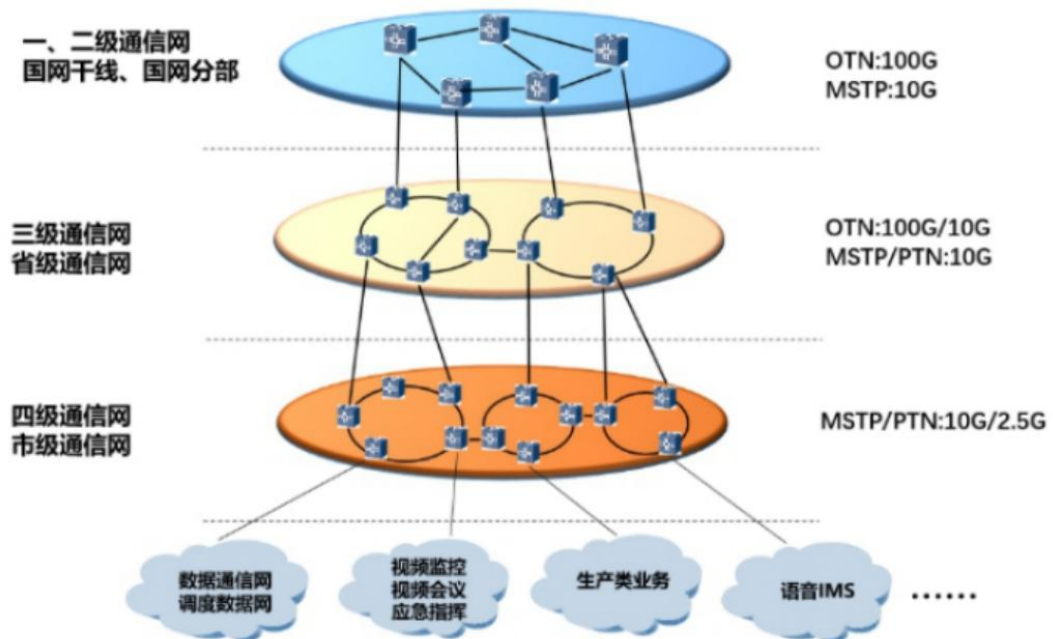 一、二级通信网
国网干线、国网分部
OTN:100G
MSTP:10G
三级通信网
省级通信网
OTN:100G/10G
MSTP/PTN:10G
四级通信网
市级通信网
MSTP/PTN:10G/2.5G
数据通信网
调度数据网
视频监控
视频会议
应急指挥
生产类业务
语音IMS
......